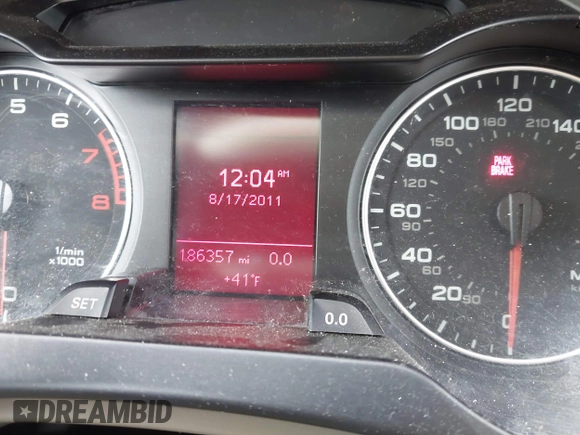 5 6 7 8
1/min
x1000
0
SET
12:04 AM
8/17/2011
186357 mi 0.0
+41°F
0.0
0 20 40 60 80 100 120 140
30 60 90 120 150 180 210
PARK
BRAKE
DREAMBID